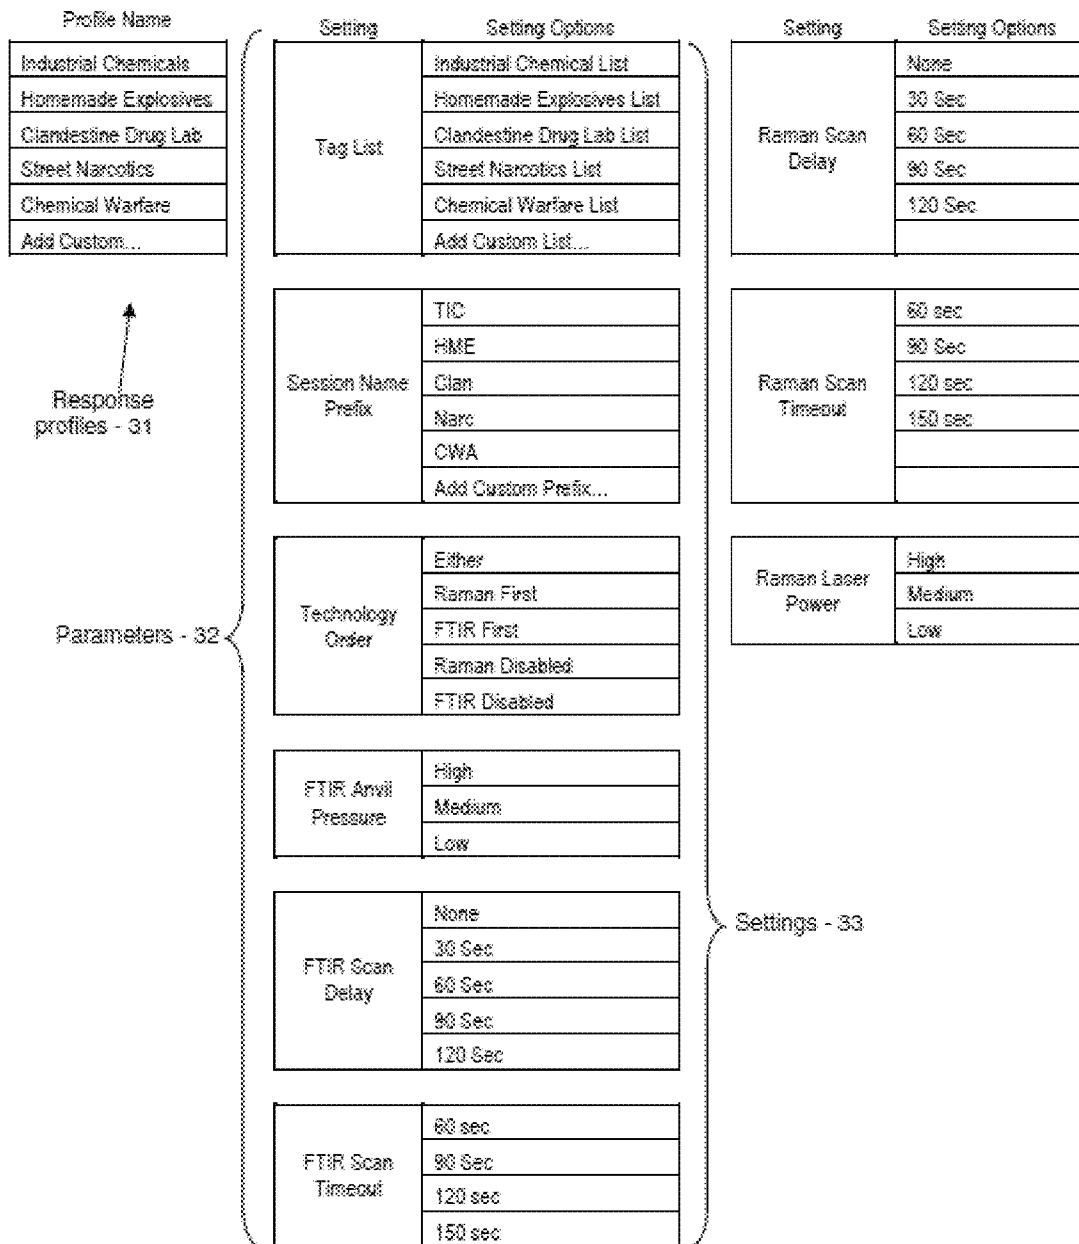 Profile Name
Industrial Chemicals
Homemade Explosives
Clandestine Drug Lab
Street Narcotics
Chemical Warfare
Add Custom...
Response
profiles - 31
Parameters - 32
Setting
Setting Options
Tag List
Industrial Chemical List
Homemade Explosives List
Clandestine Drug Lab List
Street Narcotics List
Chemical Warfare List
Add Custom List...
Session Name
Prefix
TIC
HME
Clan
Narc
CWA
Add Custom Prefix...
Technology
Order
Either
Raman First
FTIR First
Raman Disabled
FTIR Disabled
FTIR Anvil
Pressure
High
Medium
Low
FTIR Scan
Delay
None
30 Sec
60 Sec
90 Sec
120 Sec
FTIR Scan
Timeout
60 sec
90 Sec
120 sec
150 sec
Settings - 33
Setting
Setting Options
Raman Scan
Delay
None
30 Sec
60 Sec
90 Sec
120 Sec
Raman Scan
Timeout
60 sec
90 Sec
120 sec
150 sec
Raman Laser
Power
High
Medium
Low